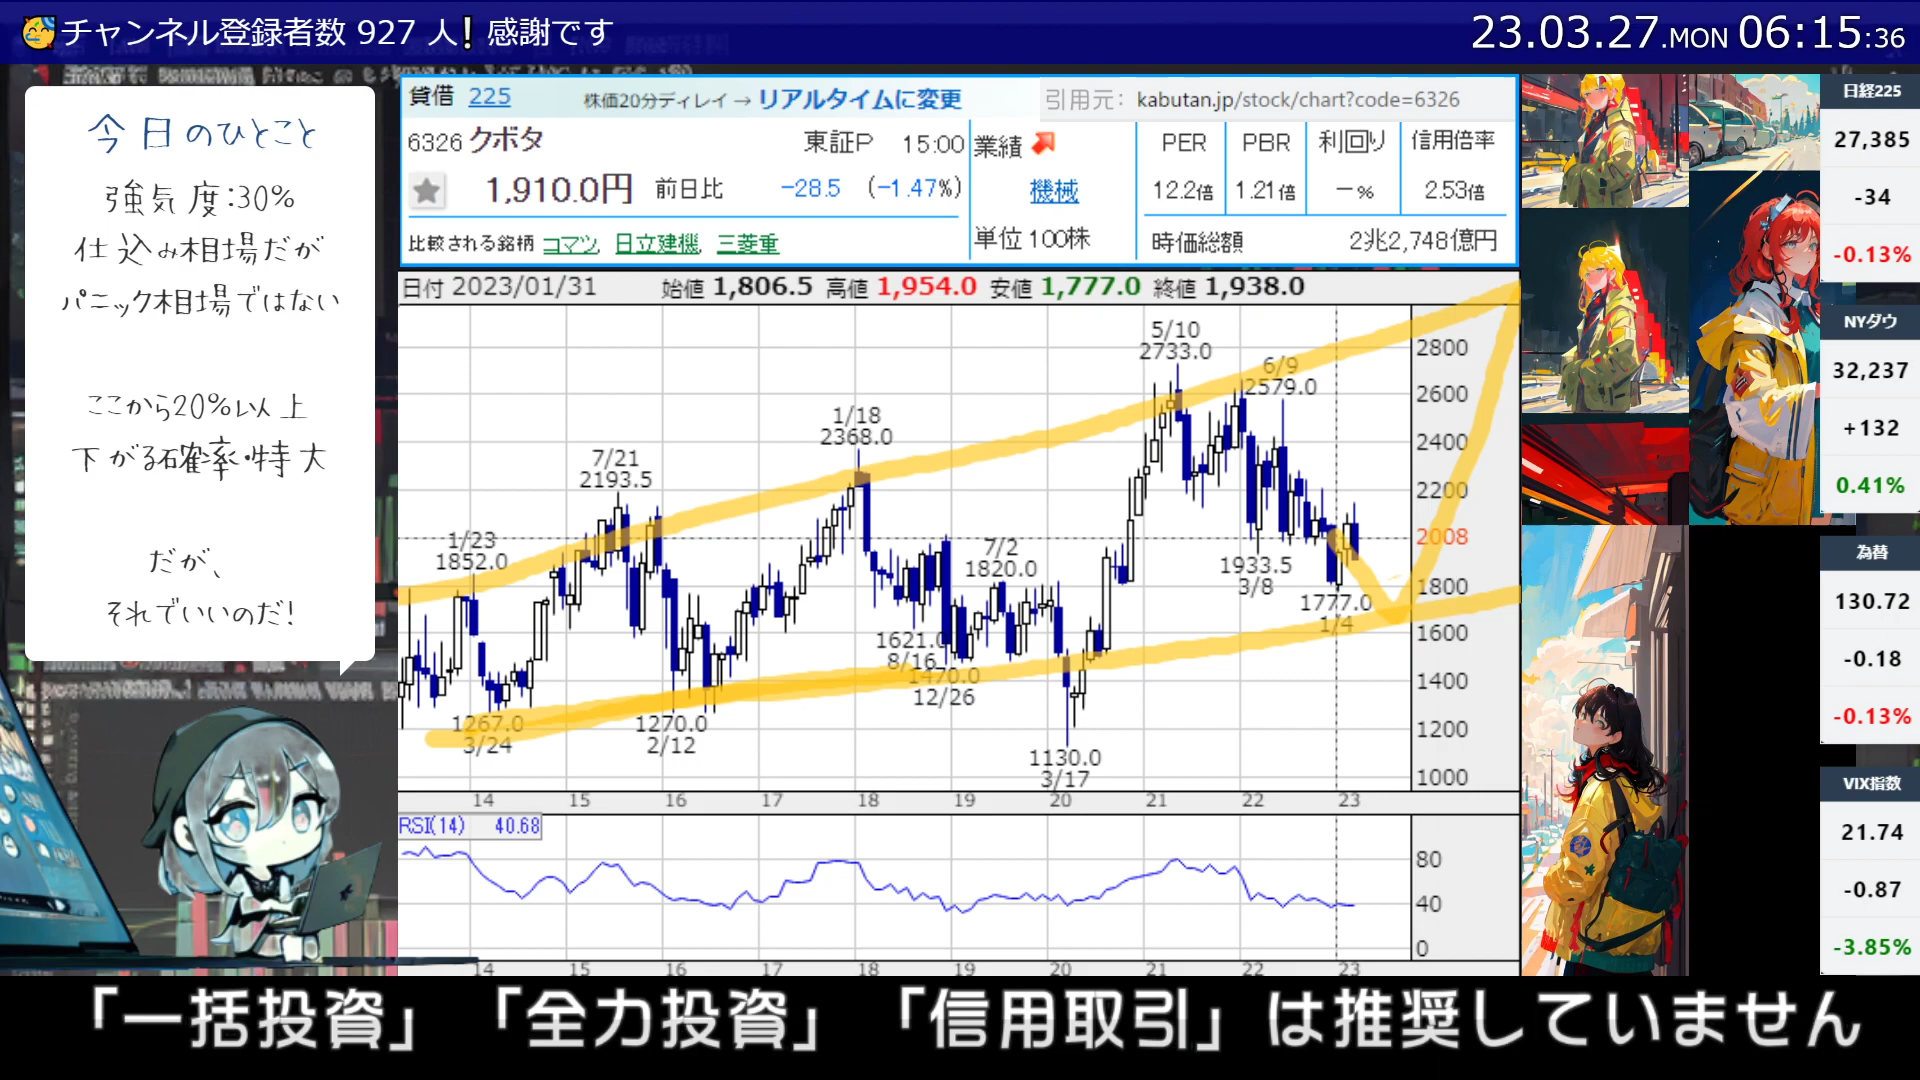 チャンネル登録者数 927 人! 感謝です
23.03.27.MON 06:15:36
今日のひとこと
強気度:30%
仕込み相場だが
パニック相場ではない
ここから20%以上
下がる確率・特大
だが、
それでいいのだ!
貸借 225 株価20分ディレイ → リアルタイムに変更
引用元: kabutan.jp/stock/chart?code=6326
6326 クボタ 東証P 15:00
1,910.0円 前日比 -28.5 (-1.47%)
比較される銘柄 コマツ, 日立建機, 三菱重
業績
機械
単位 100株
PER PBR 利回り 信用倍率
12.2倍 1.21倍 -% 2.53倍
時価総額 2兆2,748億円
日付 2023/01/31 始値 1,806.5 高値 1,954.0 安値 1,777.0 終値 1,938.0
5/10
2733.0
6/9
2579.0
1/18
2368.0
7/21
2193.5
1/23
1852.0
7/2
1820.0
1933.5
3/8
1777.0
1/4
1621.0
8/16
1470.0
12/26
1267.0
3/24
1270.0
2/12
1130.0
3/17
2800
2600
2400
2200
2008
1800
1600
1400
1200
1000
14 15 16 17 18 19 20 21 22 23
RSI(14) 40.68
80
40
0
14 15 16 17 18 19 20 21 22 23
日経225
27,385
-34
-0.13%
NYダウ
32,237
+132
0.41%
為替
130.72
-0.18
-0.13%
VIX指数
21.74
-0.87
-3.85%
「一括投資」「全力投資」「信用取引」は推奨していません